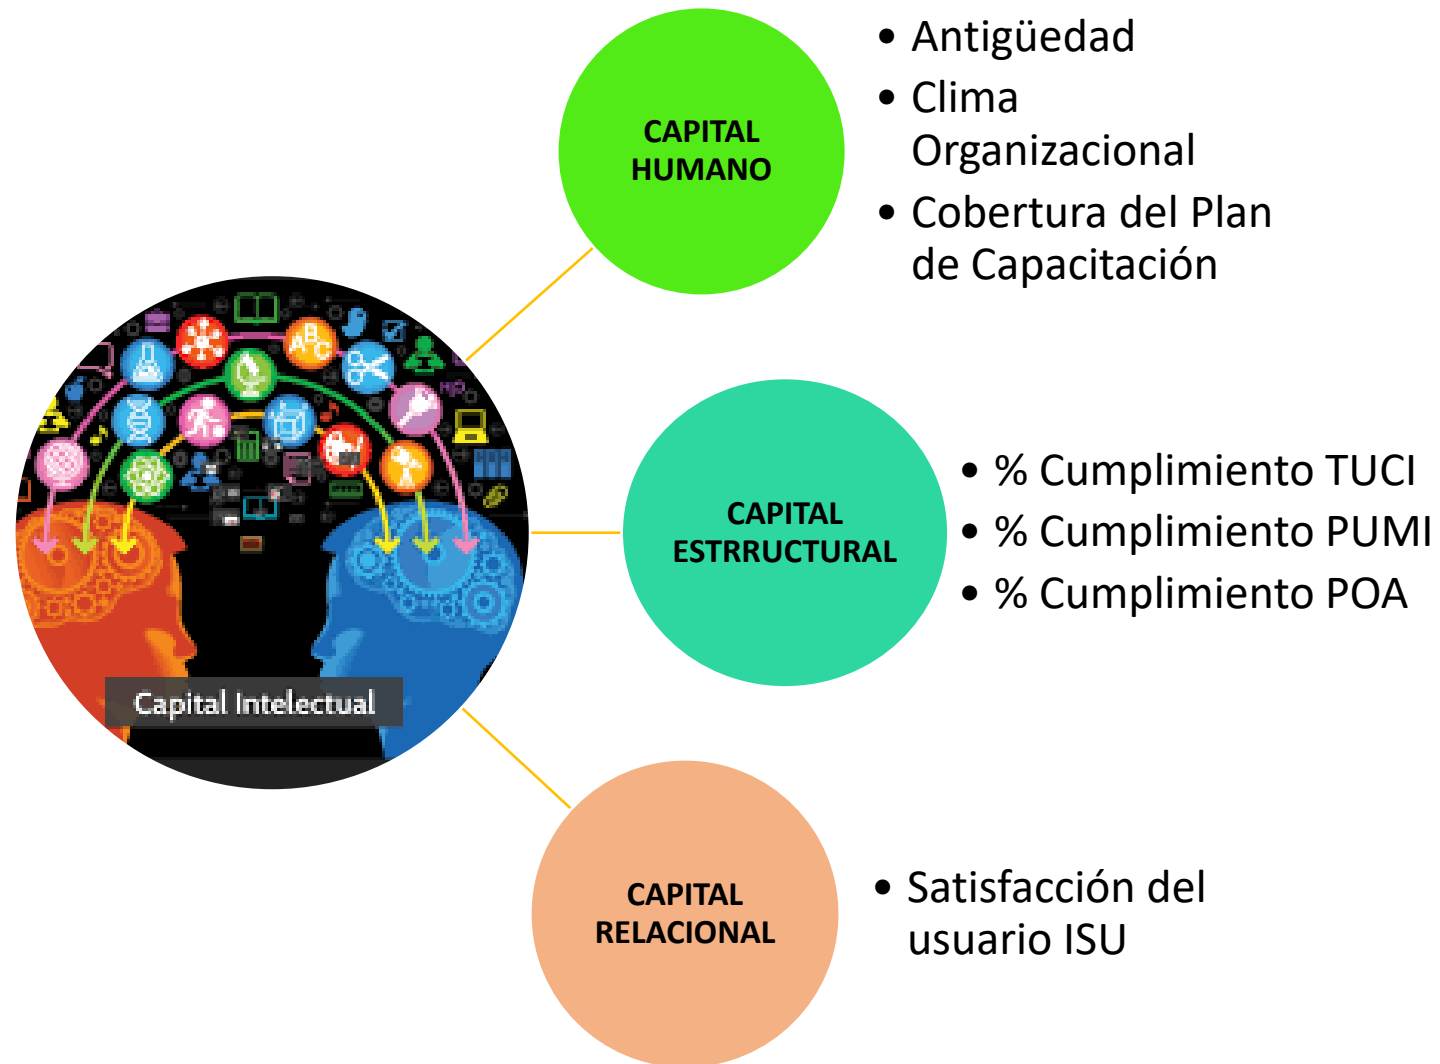 CAPITAL
HUMANO
• Antigüedad
• Clima
Organizacional
• Cobertura del Plan
de Capacitación
ABC
Capital Intelectual
CAPITAL
ESTRRUCTURAL
• % Cumplimiento TUCI
• % Cumplimiento PUMI
• % Cumplimiento POA
CAPITAL
RELACIONAL
• Satisfacción del
usuario ISU